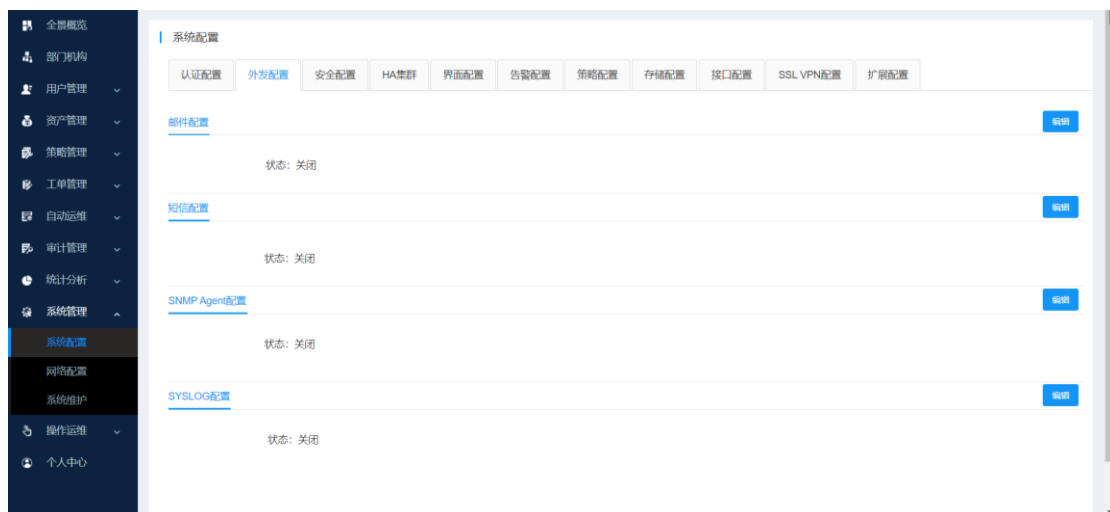 全景概览
部门机构
用户管理
资产管理
策略管理
工单管理
自动运维
审计管理
统计分析
系统管理
系统配置
网络配置
系统维护
操作运维
个人中心
系统配置
认证配置 外发配置 安全配置 HA集群 界面配置 告警配置 策略配置 存储配置 接口配置 SSL VPN配置 扩展配置
邮件配置 编辑
状态: 关闭
短信配置 编辑
状态: 关闭
SNMP Agent配置 编辑
状态: 关闭
SYSLOG配置 编辑
状态: 关闭